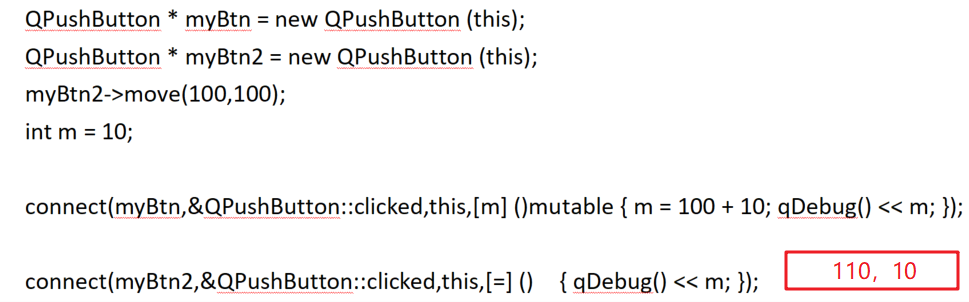 QPushButton * myBtn = new QPushButton (this);
QPushButton * myBtn2 = new QPushButton (this);
myBtn2->move(100,100);
int m = 10;
connect(myBtn,&QPushButton::clicked,this,[m] ()mutable { m = 100 + 10; qDebug() << m; });
connect(myBtn2,&QPushButton::clicked,this,[=] ()    { qDebug() << m; });
110，10